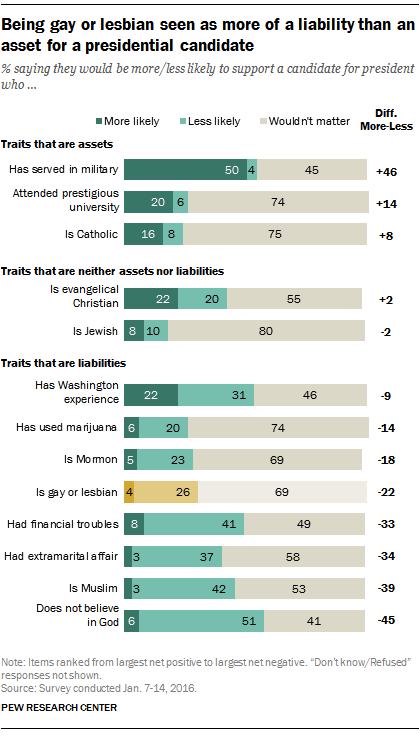 Being gay or lesbian seen as more of a liability than an
asset for a presidential candidate
% saying they would be more/less likely to support a candidate for president
who ...
More likely Less likely Wouldn't matter Diff. More-Less
Traits that are assets
Has served in military 50 4 45 +46
Attended prestigious
university 20 6 74 +14
Is Catholic 16 8 75 +8
Traits that are neither assets nor liabilities
Is evangelical
Christian 22 20 55 +2
Is Jewish 8 10 80 -2
Traits that are liabilities
Has Washington
experience 22 31 46 -9
Has used marijuana 6 20 74 -14
Is Mormon 5 23 69 -18
Is gay or lesbian 4 26 69 -22
Had financial troubles 8 41 49 -33
Had extramarital affair 3 37 58 -34
Is Muslim 3 42 53 -39
Does not believe
in God 6 51 41 -45
Note: Items ranked from largest net positive to largest net negative. "Don't know/Refused"
responses not shown.
Source: Survey conducted Jan. 7-14, 2016.
PEW RESEARCH CENTER